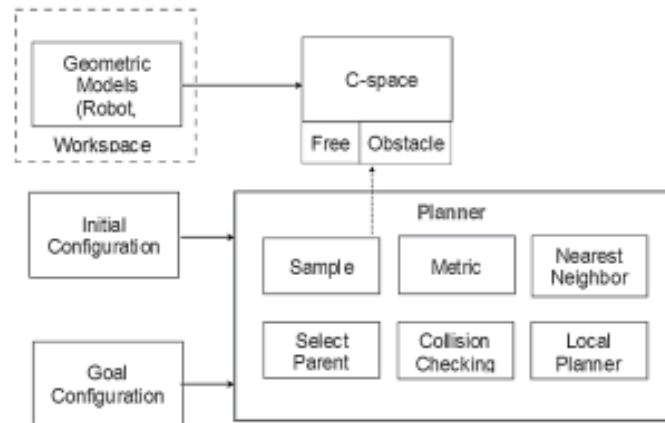 Geometric
Models
(Robot,
Workspace
C-space
Free
Obstacle
Initial
Configuration
Goal
Configuration
Planner
Sample
Metric
Nearest
Neighbor
Select
Parent
Collision
Checking
Local
Planner